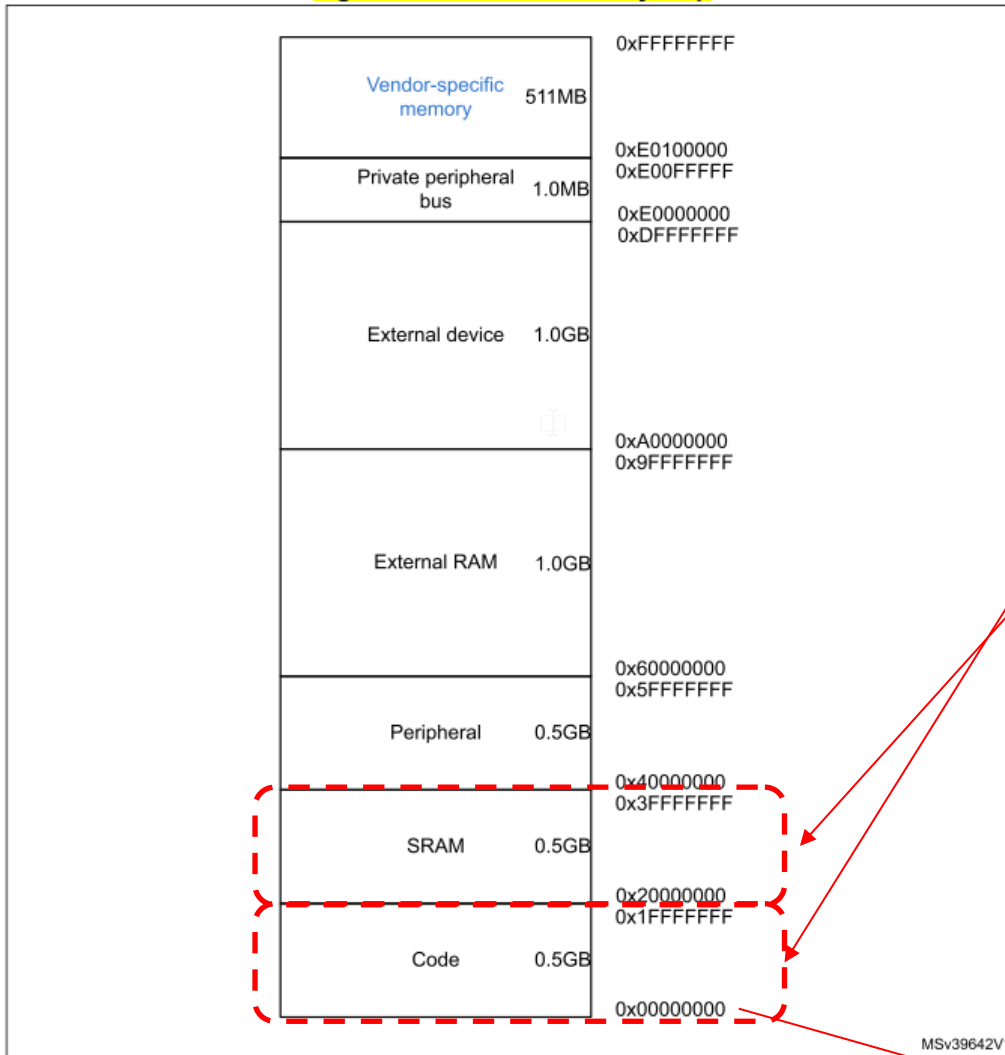 0xFFFFFFFF
Vendor-specific
memory
511MB
0xE0100000
0xE00FFFFF
Private peripheral
bus
1.0MB
0xE0000000
0xDFFFFFFF
External device
1.0GB
0xA0000000
0x9FFFFFFF
External RAM
1.0GB
0x60000000
0x5FFFFFFF
Peripheral
0.5GB
0x40000000
0x3FFFFFFF
SRAM
0.5GB
0x20000000
0x1FFFFFFF
Code
0.5GB
0x00000000
MSv39642V